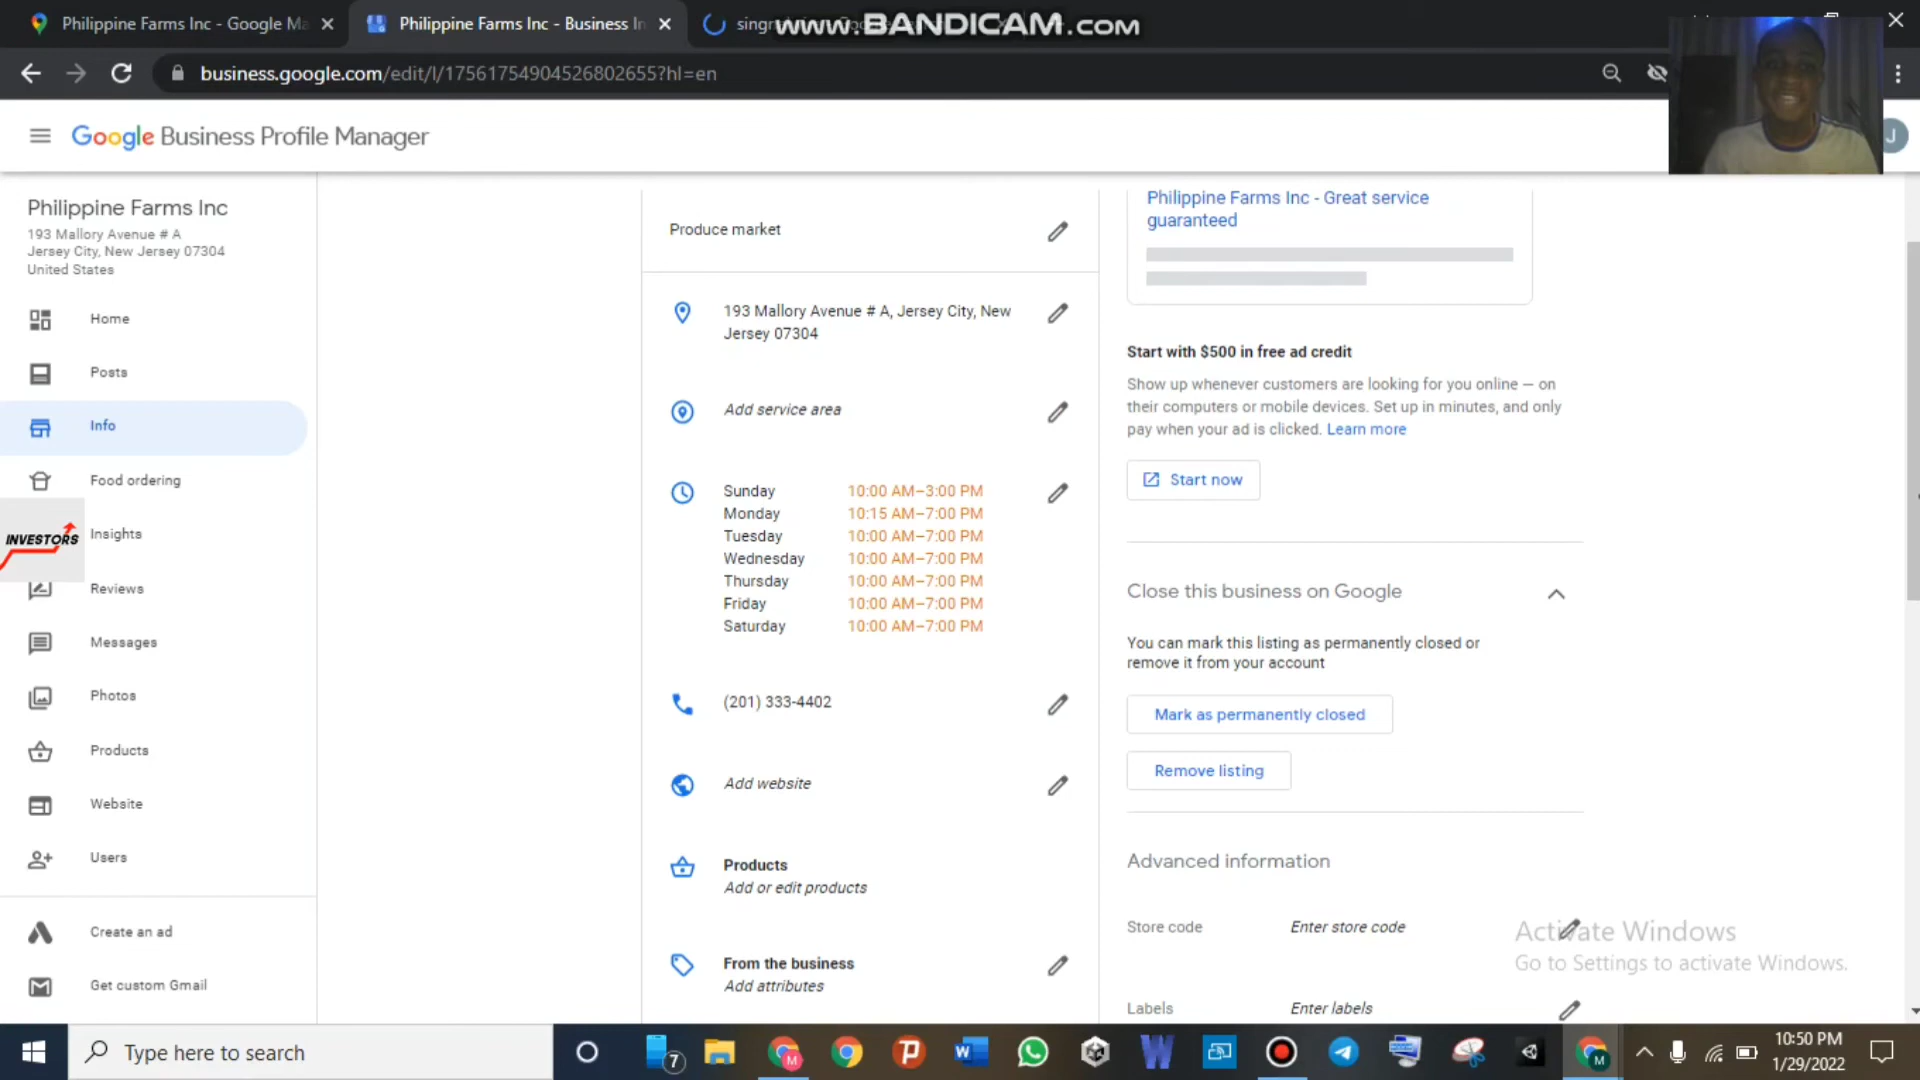 Philippine Farms Inc - Google Ma
Philippine Farms Inc - Business In
www.BANDICAM.com
business.google.com/edit/l/17561754904526802655?hl=en
Google Business Profile Manager
J
Philippine Farms Inc
193 Mallory Avenue # A
Jersey City, New Jersey 07304
United States
Home
Posts
Info
Food ordering
INVESTORS
Insights
Reviews
Messages
Photos
Products
Website
Users
Create an ad
Get custom Gmail
Produce market
193 Mallory Avenue # A, Jersey City, New
Jersey 07304
Add service area
Sunday 10:00 AM–3:00 PM
Monday 10:15 AM–7:00 PM
Tuesday 10:00 AM–7:00 PM
Wednesday 10:00 AM–7:00 PM
Thursday 10:00 AM–7:00 PM
Friday 10:00 AM–7:00 PM
Saturday 10:00 AM–7:00 PM
(201) 333-4402
Add website
Products
Add or edit products
From the business
Add attributes
Philippine Farms Inc - Great service
guaranteed
Start with $500 in free ad credit
Show up whenever customers are looking for you online — on
their computers or mobile devices. Set up in minutes, and only
pay when your ad is clicked. Learn more
Start now
Close this business on Google
You can mark this listing as permanently closed or
remove it from your account
Mark as permanently closed
Remove listing
Advanced information
Store code Enter store code
Labels Enter labels
Activate Windows
Go to Settings to activate Windows.
Type here to search
7
M
W
M
10:50 PM
1/29/2022